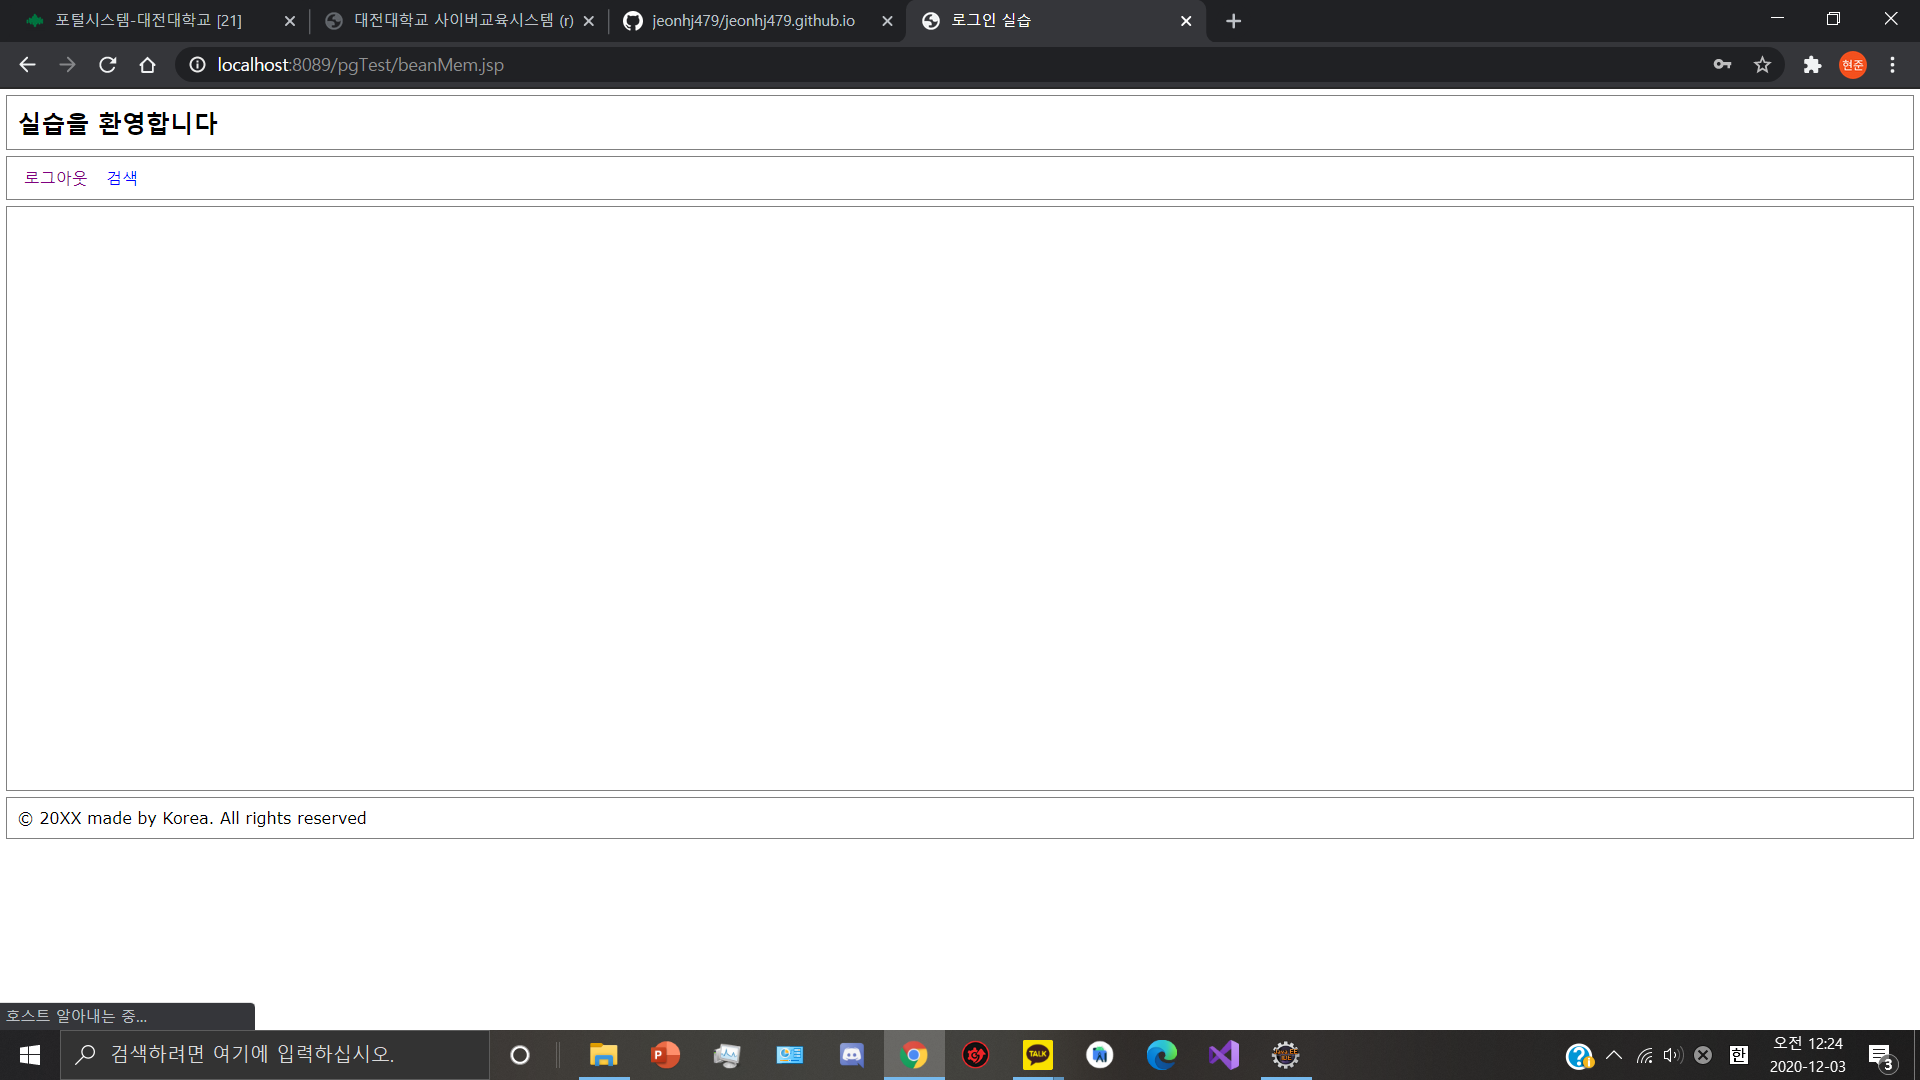 포털시스템-대전대학교 [21]
대전대학교 사이버교육시스템 (r)
jeonhj479/jeonhj479.github.io
로그인 실습
localhost:8089/pgTest/beanMem.jsp
현준
실습을 환영합니다
로그아웃 검색
© 20XX made by Korea. All rights reserved
호스트 알아내는 중...
검색하려면 여기에 입력하십시오.
P
TALK
한
오전 12:24
2020-12-03
3